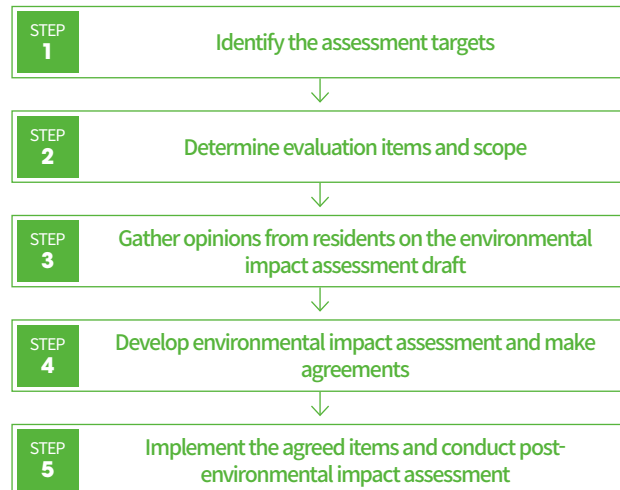 STEP
1
Identify the assessment targets
STEP
2
Determine evaluation items and scope
STEP
3
Gather opinions from residents on the environmental
impact assessment draft
STEP
4
Develop environmental impact assessment and make
agreements
STEP
5
Implement the agreed items and conduct post-
environmental impact assessment